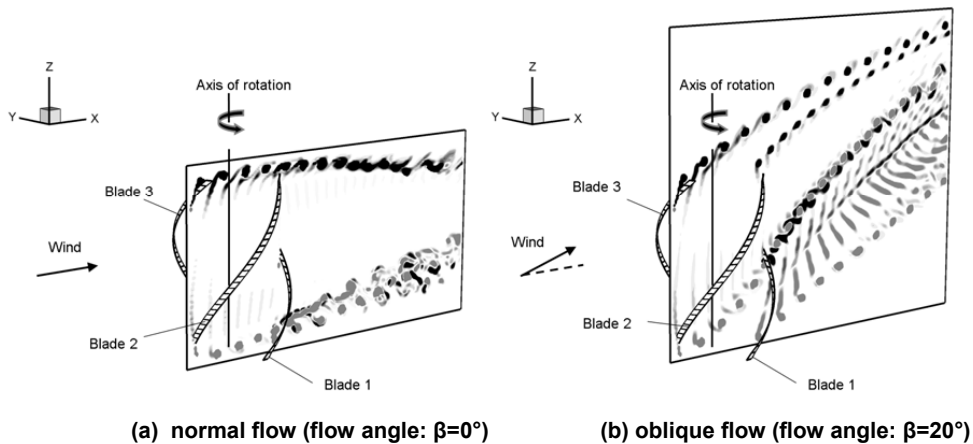 Z
Y
X
Axis of rotation
Blade 3
Wind
Blade 2
Blade 1
(a) normal flow (flow angle: β=0°)
Z
Y
X
Axis of rotation
Blade 3
Wind
Blade 2
Blade 1
(b) oblique flow (flow angle: β=20°)